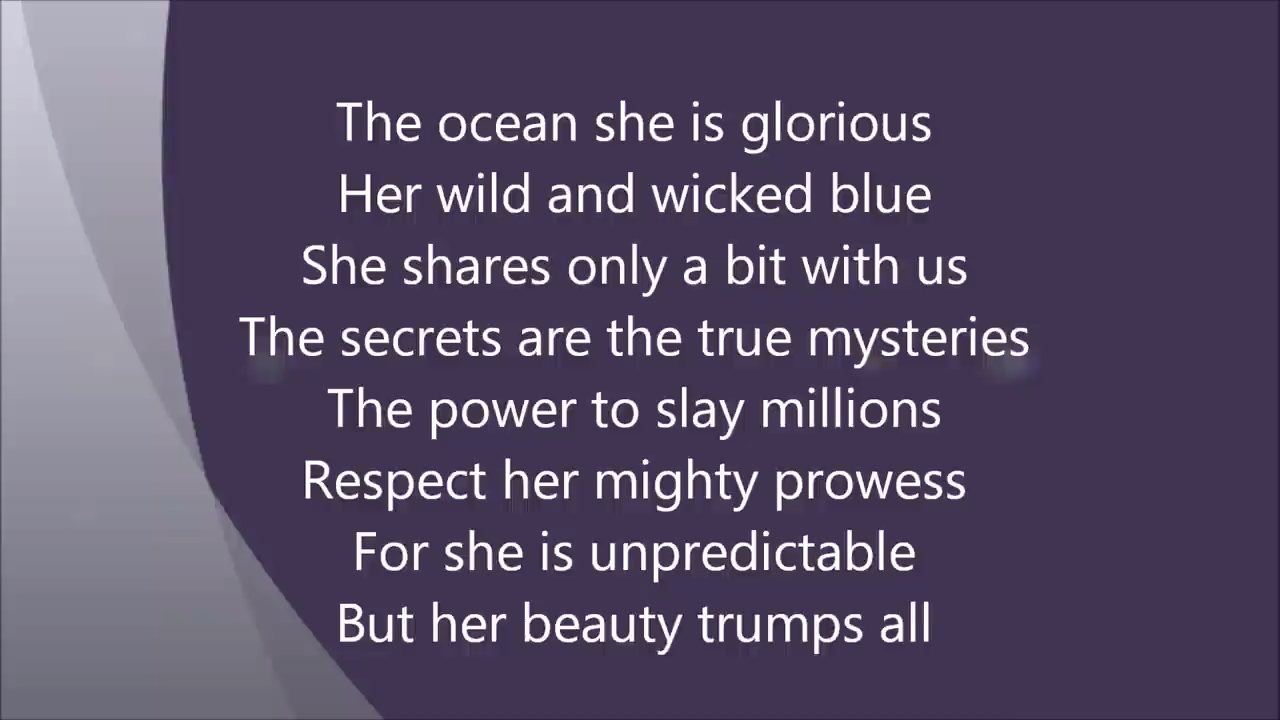 The ocean she is glorious
Her wild and wicked blue
She shares only a bit with us
The secrets are the true mysteries
The power to slay millions
Respect her mighty prowess
For she is unpredictable
But her beauty trumps all